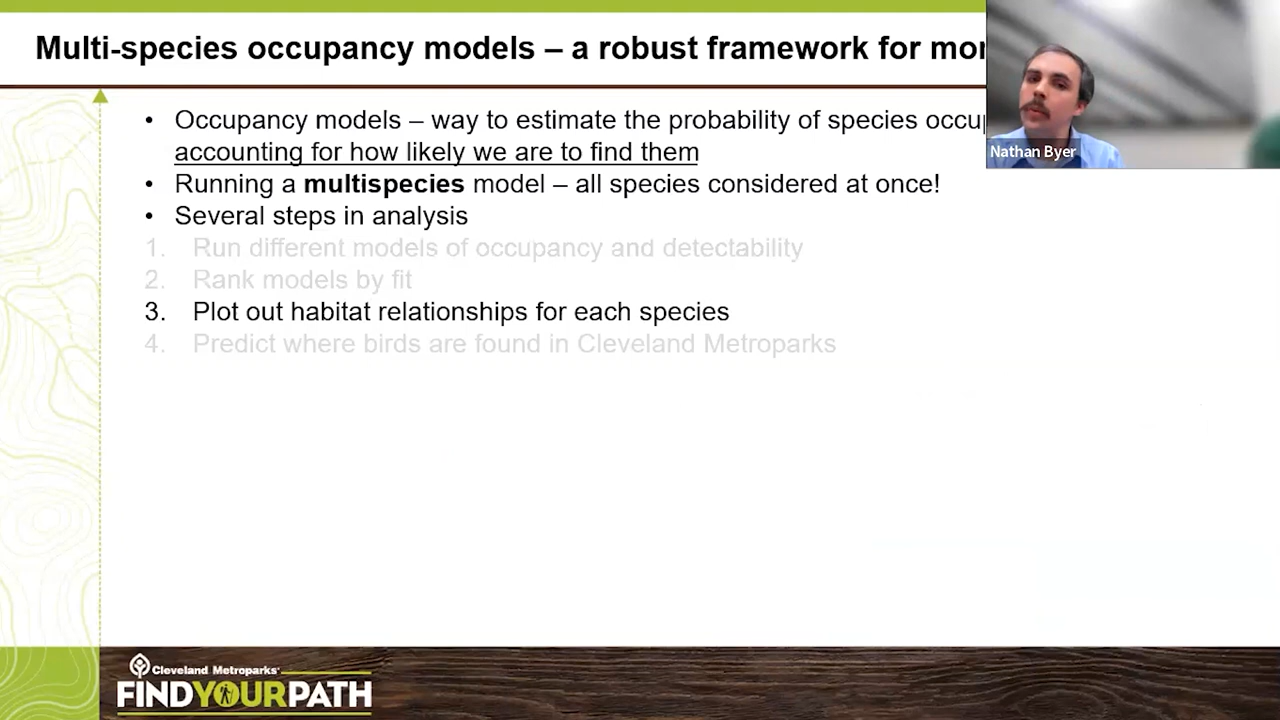 Multi-species occupancy models – a robust framework for
• Occupancy models – way to estimate the probability of species
accounting for how likely we are to find them
• Running a multispecies model – all species considered at once!
• Several steps in analysis
1. Run different models of occupancy and detectability
2. Rank models by fit
3. Plot out habitat relationships for each species
4. Predict where birds are found in Cleveland Metroparks
Nathan Byer
Cleveland Metroparks
FINDYOURPATH